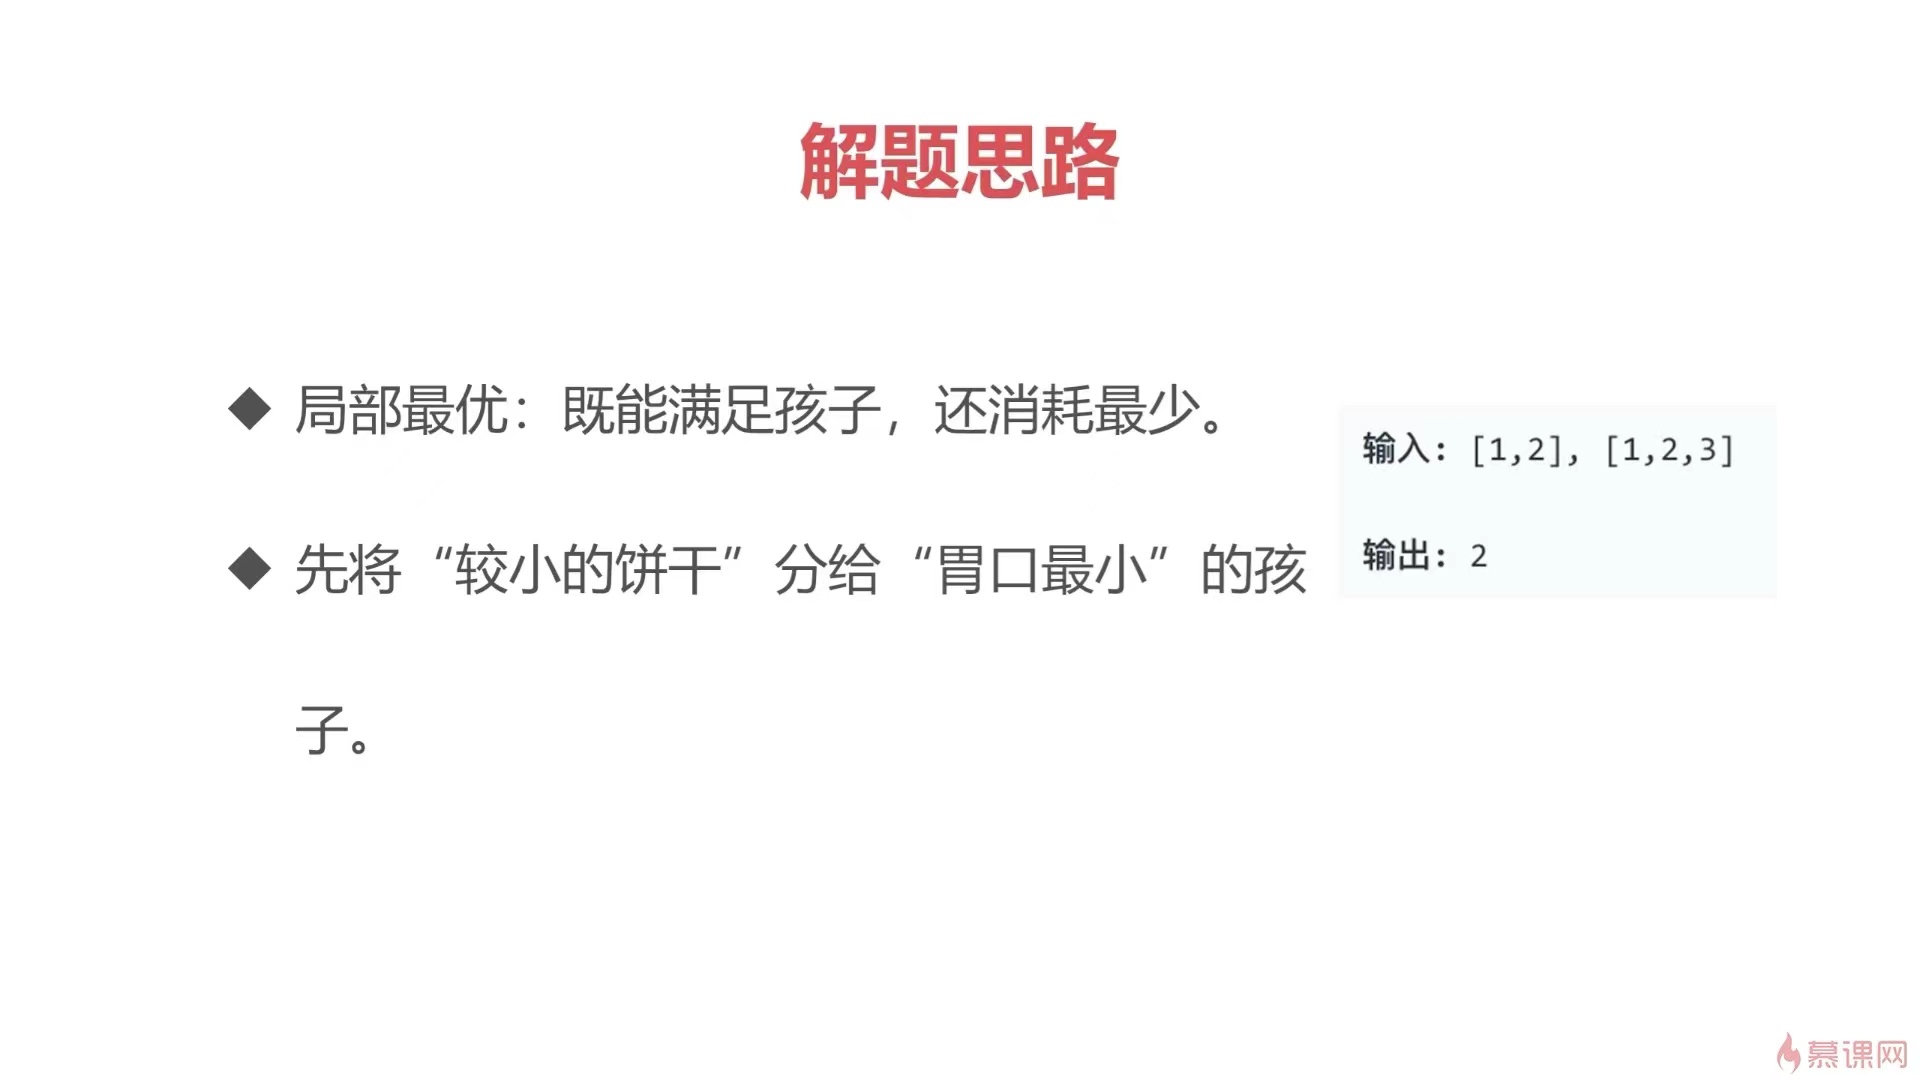 解题思路
◆ 局部最优：既能满足孩子，还消耗最少。
◆ 先将“较小的饼干”分给“胃口最小”的孩
子。
输入: [1,2], [1,2,3]
输出: 2
慕课网